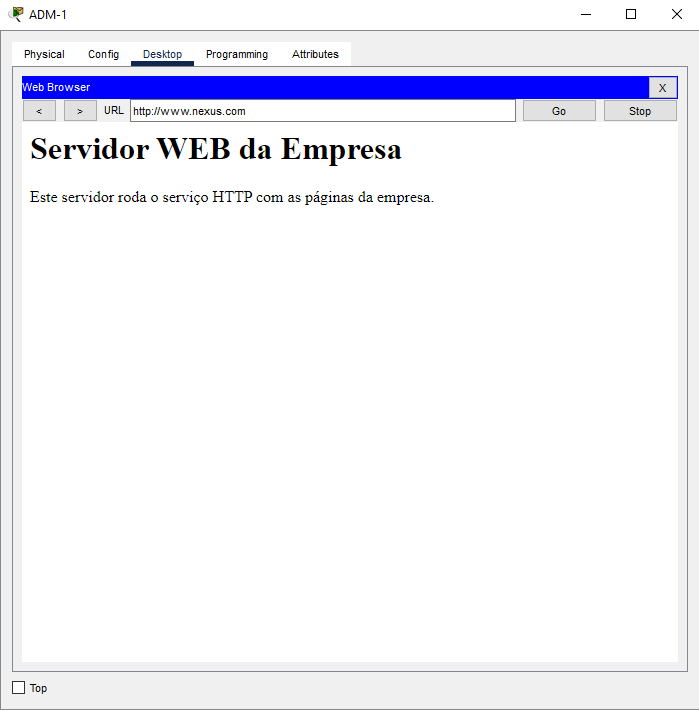 ADM-1
Physical Config Desktop Programming Attributes
Web Browser X
< > URL http://www.nexus.com Go Stop
Servidor WEB da Empresa
Este servidor roda o serviço HTTP com as páginas da empresa.
Top